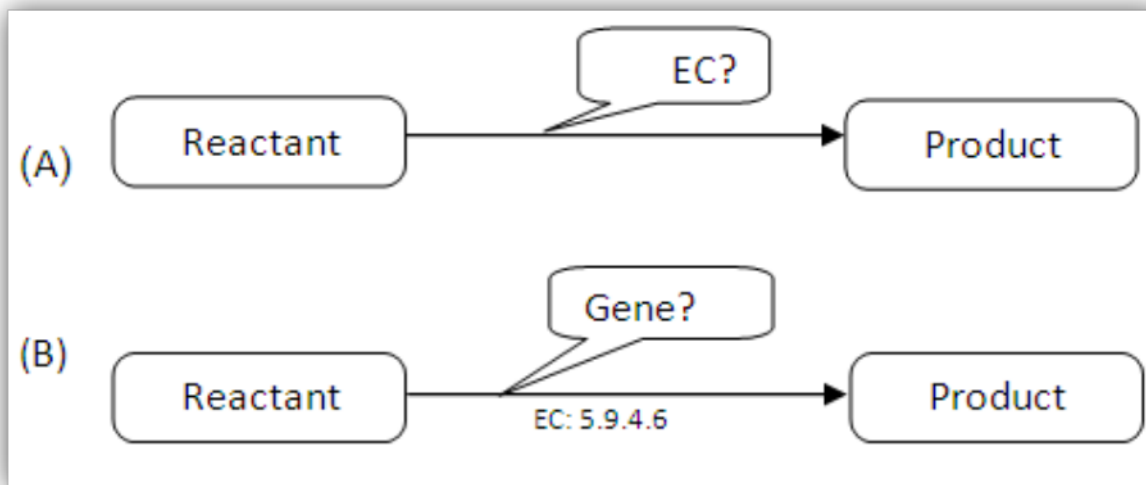 EC?
(A) Reactant Product
Gene?
(B) Reactant Product
EC: 5.9.4.6